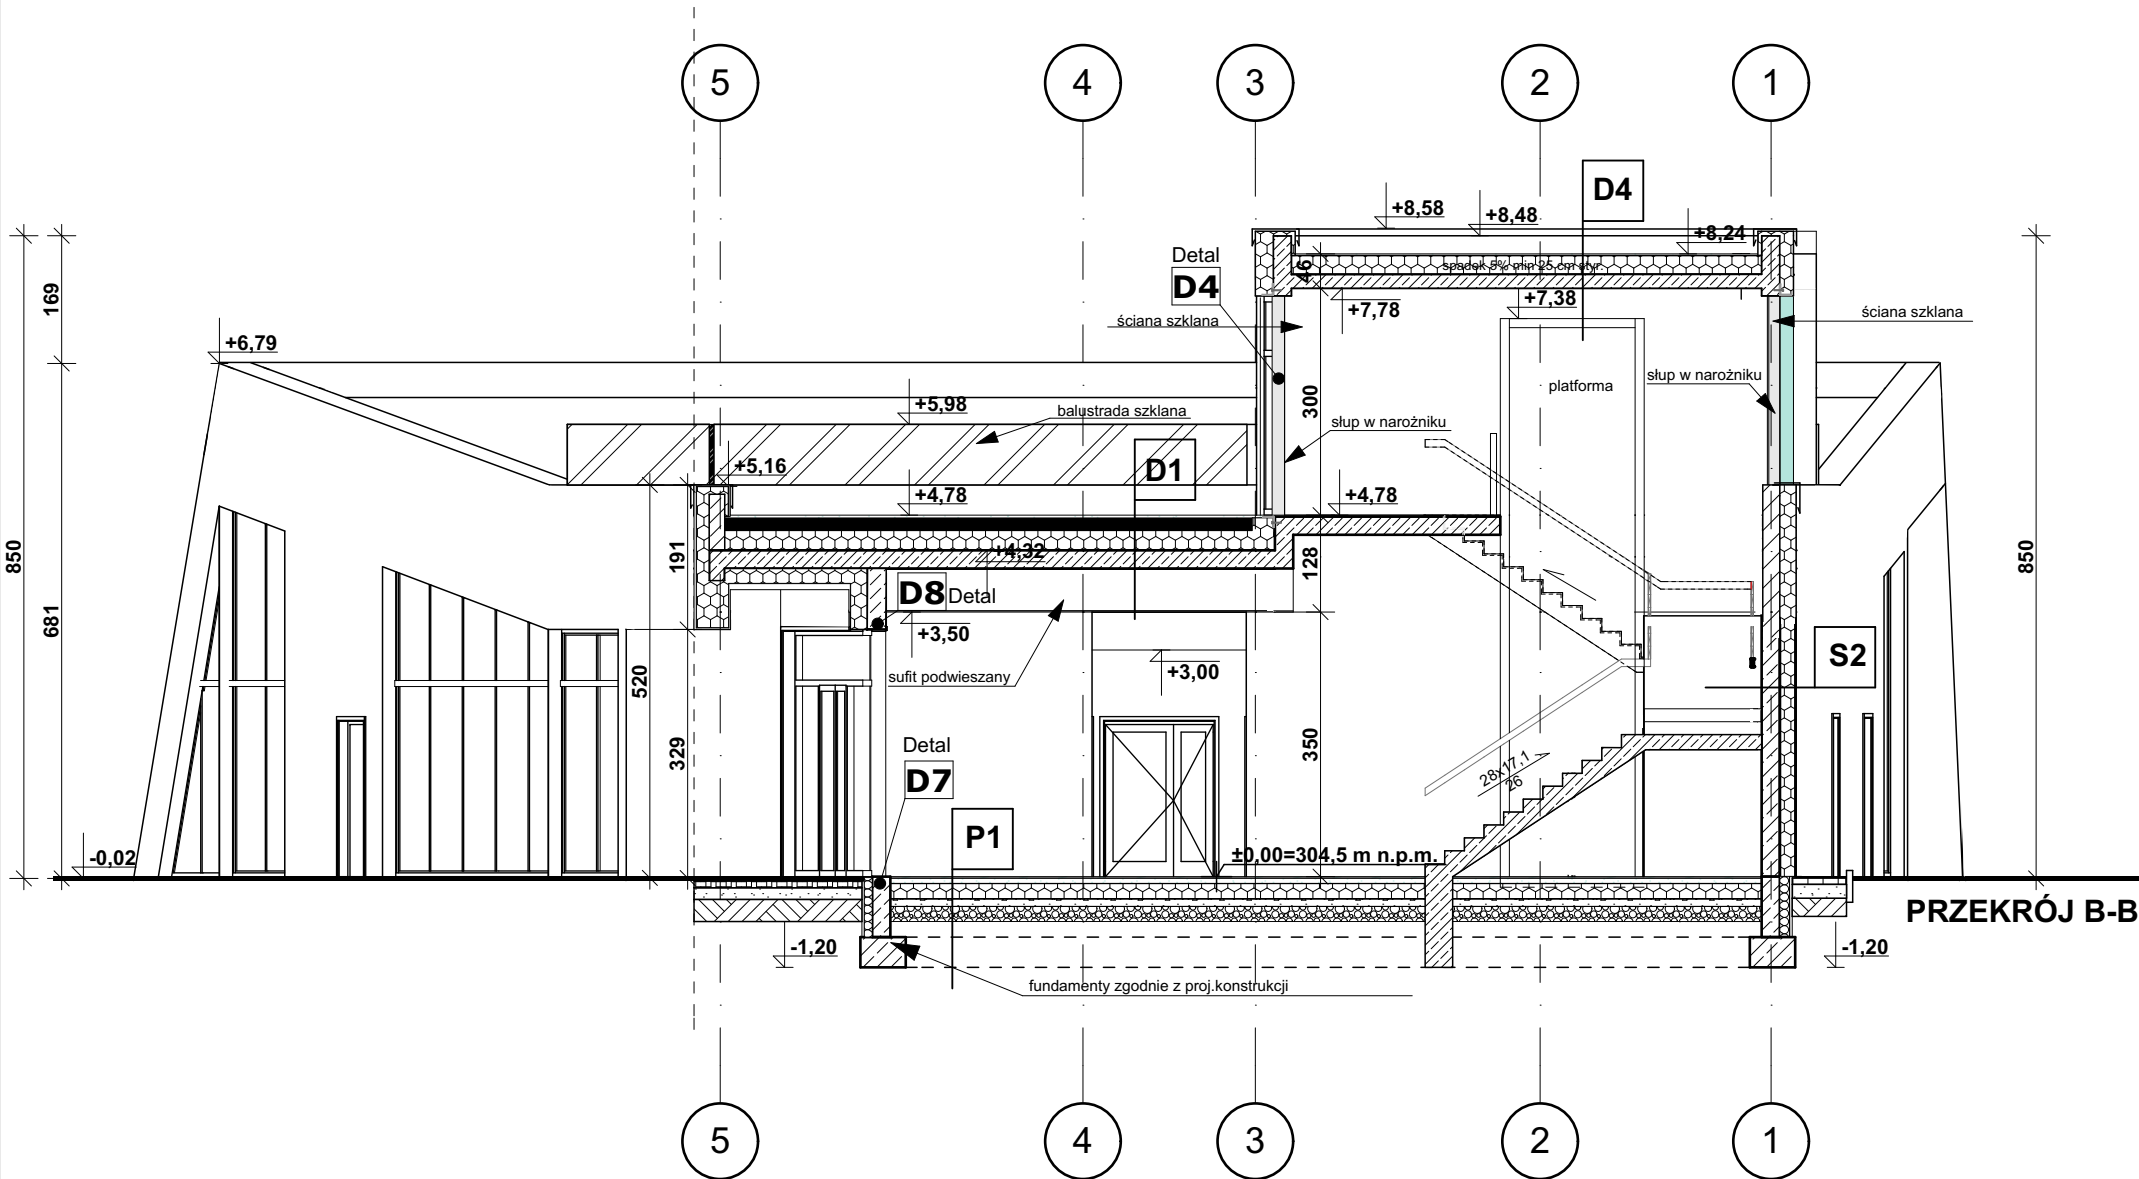 5
4
3
2
1
D4
+8,58
+8,48
+8,24
Detal
D4
46
spadek 5% min 25 cm styr.
+7,78
+7,38
ściana szklana
ściana szklana
169
+6,79
platforma
słup w narożniku
300
+5,98
balustrada szklana
słup w narożniku
D1
+5,16
+4,78
+4,78
850
191
+4,32
128
850
D8 Detal
+3,50
681
520
sufit podwieszany
+3,00
S2
329
Detal
D7
350
28x17,1
26
P1
-0,02
±0,00=304,5 m n.p.m.
PRZEKRÓJ B-B
-1,20
-1,20
fundamenty zgodnie z proj.konstrukcji
5
4
3
2
1